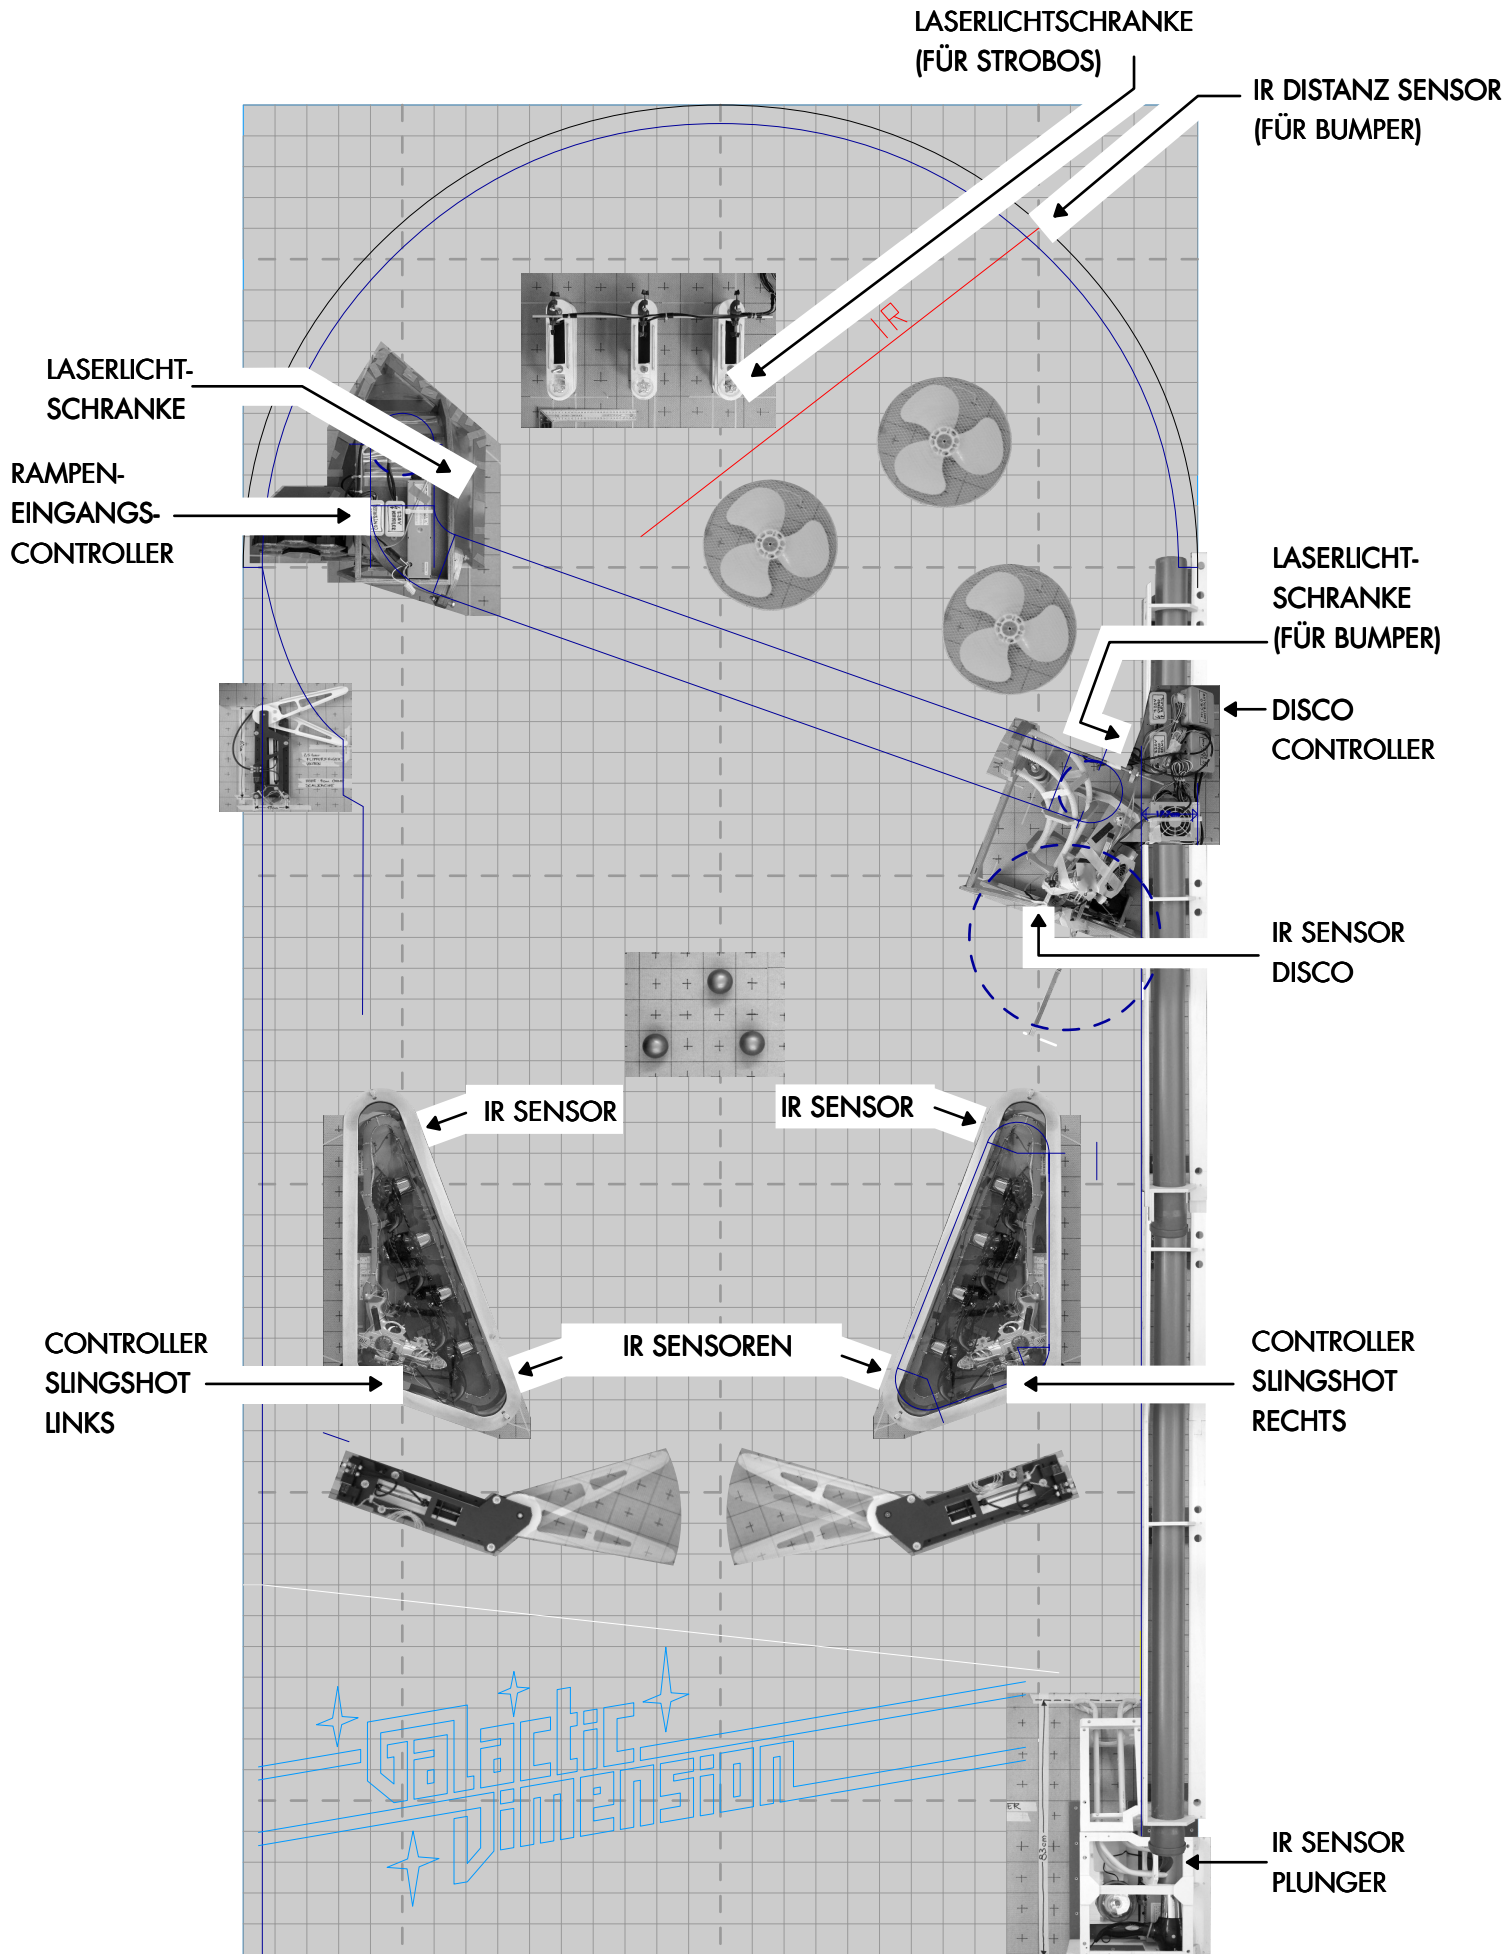 LASERLICHTSCHRANKE
(FÜR STROBOS)
IR DISTANZ SENSOR
(FÜR BUMPER)
IR
LASERLICHT-
SCHRANKE
RAMPEN-
EINGANGS-
CONTROLLER
LASERLICHT-
SCHRANKE
(FÜR BUMPER)
DISCO
CONTROLLER
IR SENSOR
DISCO
IR SENSOR
IR SENSOR
IR SENSOREN
CONTROLLER
SLINGSHOT
LINKS
CONTROLLER
SLINGSHOT
RECHTS
Galactic
Dimension
ER
83cm
IR SENSOR
PLUNGER